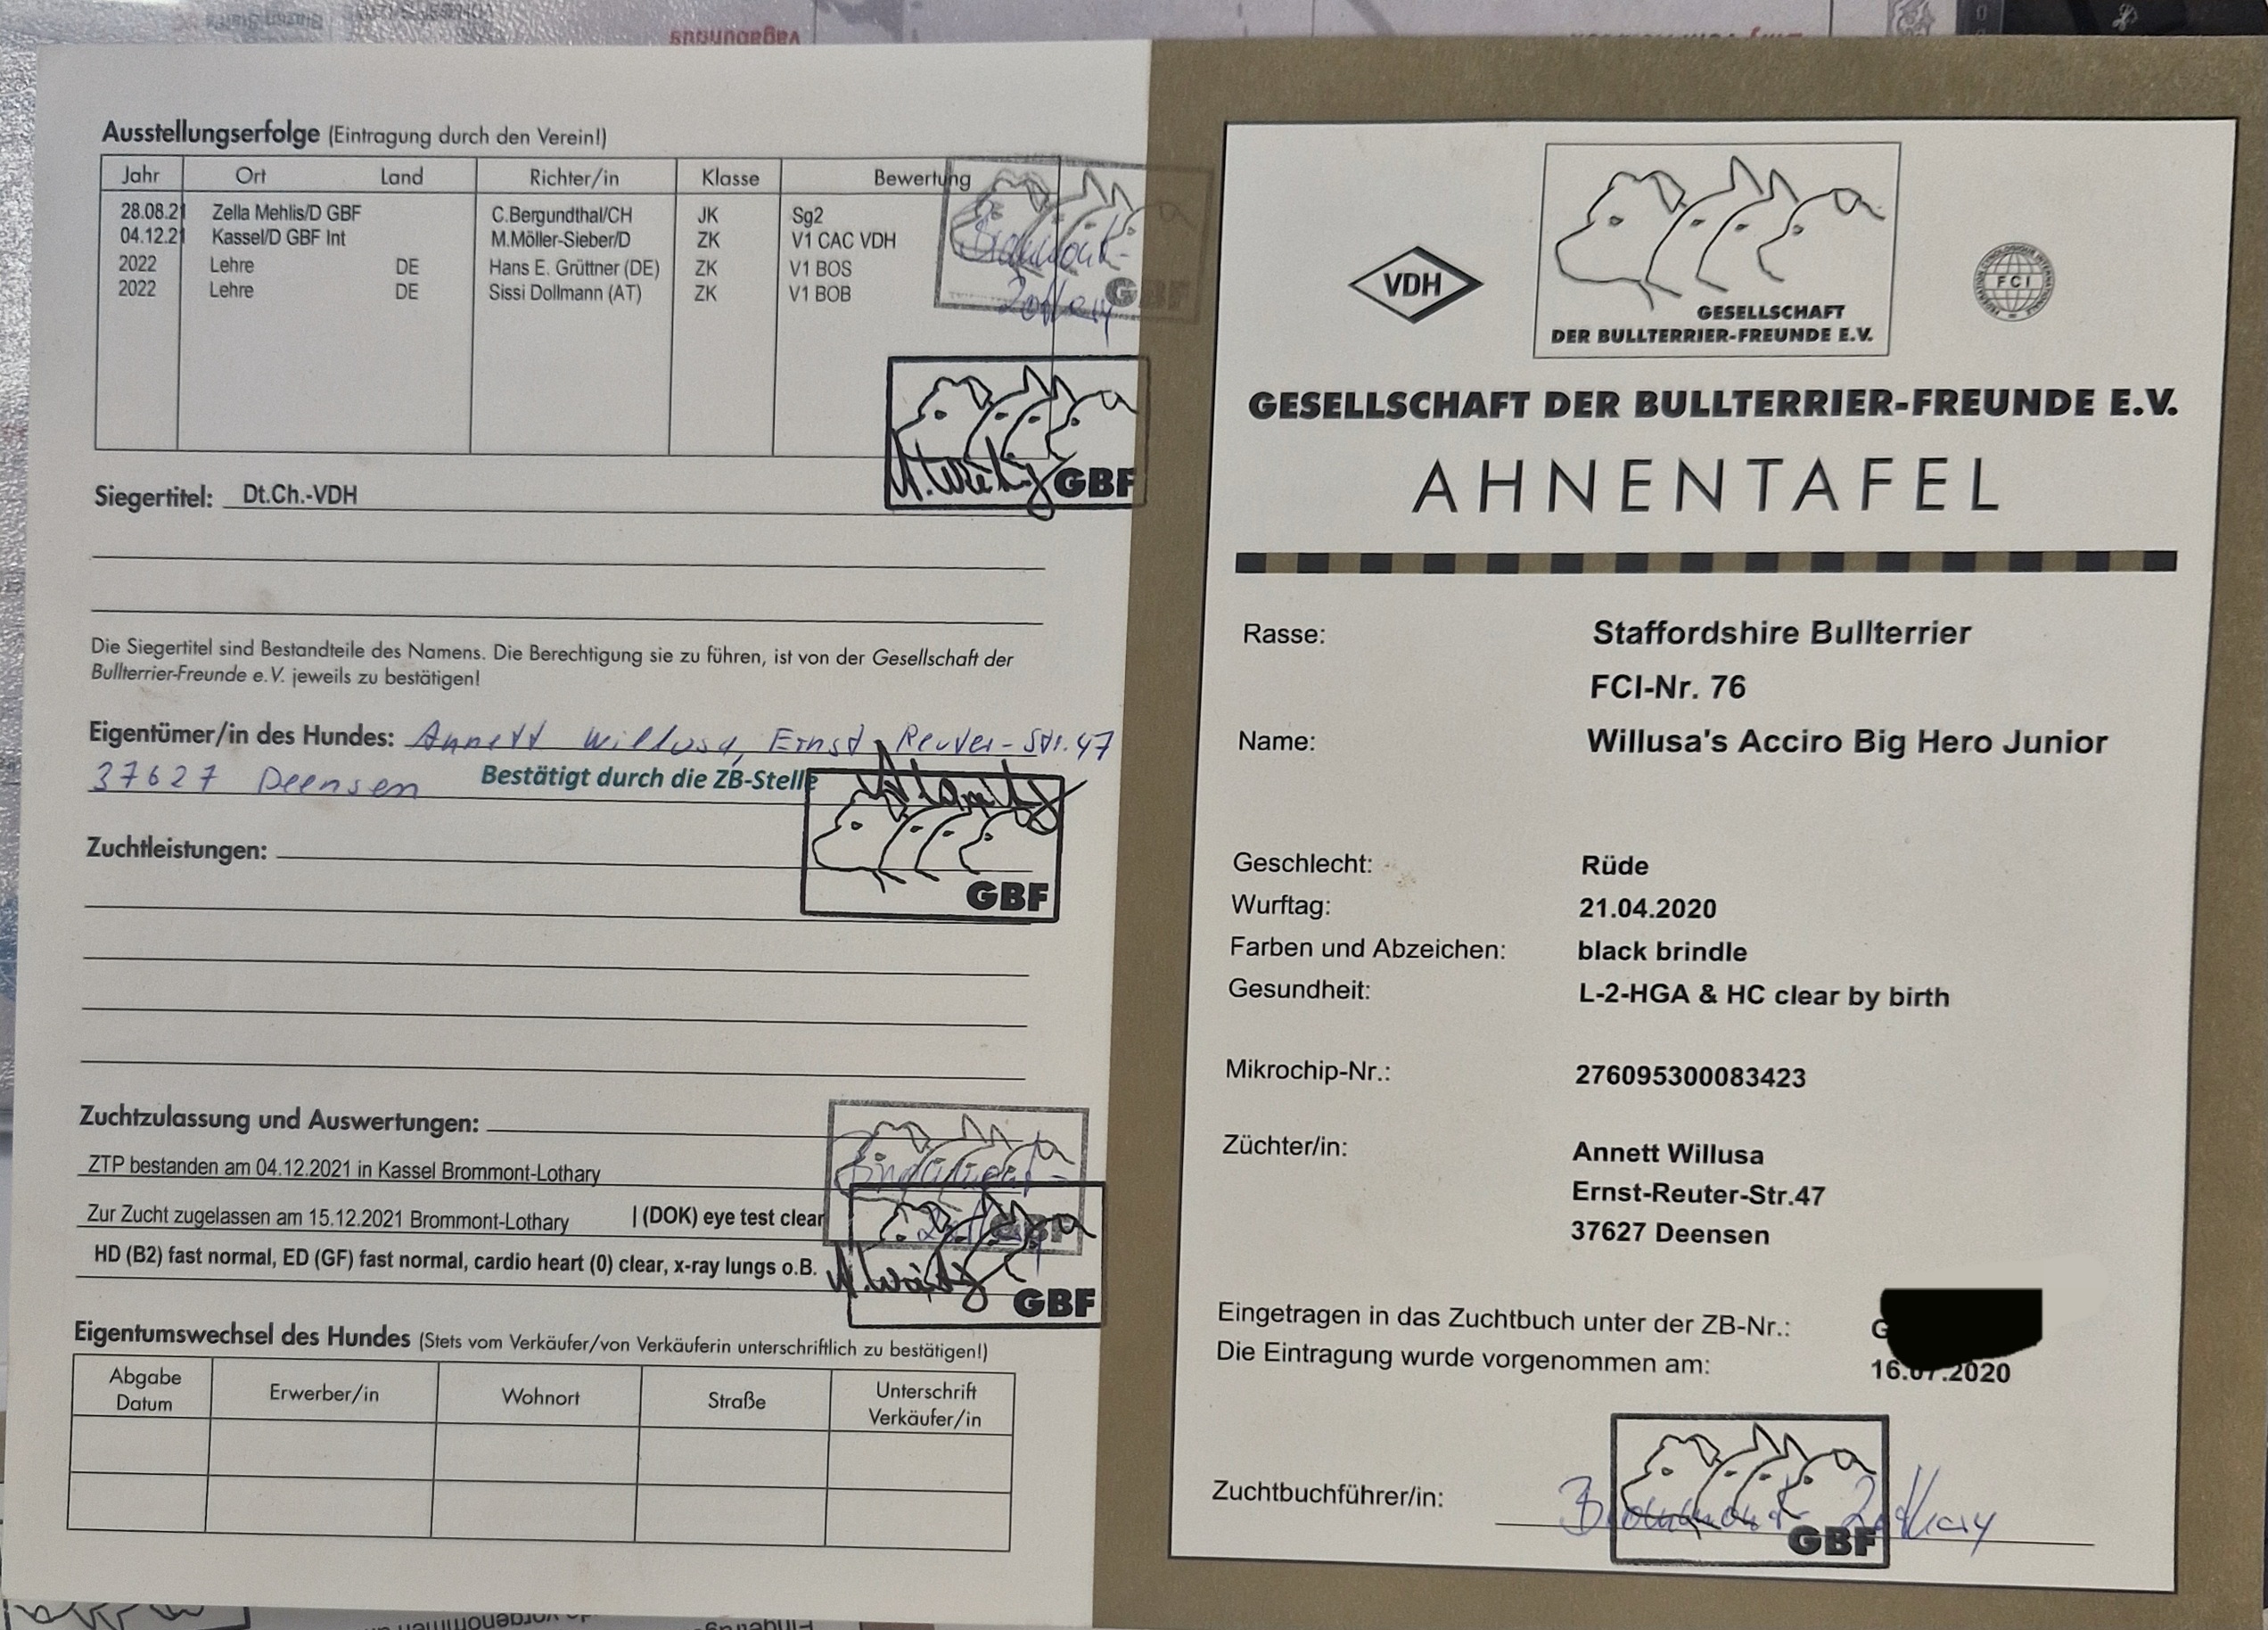 Ausstellungserfolge (Eintragung durch den Verein!)
Jahr Ort Land Richter/in Klasse Bewertung
28.08.21 Zella Mehlis/D GBF C.Bergundthal/CH JK Sg2
04.12.21 Kassel/D GBF Int M.Möller-Sieber/D ZK V1 CAC VDH
2022 Lehre DE Hans E. Grüttner (DE) ZK V1 BOS
2022 Lehre DE Sissi Dollmann (AT) ZK V1 BOB
GBF
GBF
Siegertitel: Dt.Ch.-VDH
Die Siegertitel sind Bestandteile des Namens. Die Berechtigung sie zu führen, ist von der Gesellschaft der
Bullterrier-Freunde e.V. jeweils zu bestätigen!
Eigentümer/in des Hundes: Annett Willusa, Ernst-Reuter-Str. 47
37627 Deensen Bestätigt durch die ZB-Stelle
GBF
Zuchtleistungen:
Zuchtzulassung und Auswertungen:
ZTP bestanden am 04.12.2021 in Kassel Brommont-Lothary
Zur Zucht zugelassen am 15.12.2021 Brommont-Lothary | (DOK) eye test clear
GBF
HD (B2) fast normal, ED (GF) fast normal, cardio heart (0) clear, x-ray lungs o.B.
GBF
Eigentumswechsel des Hundes (Stets vom Verkäufer/von Verkäuferin unterschriftlich zu bestätigen!)
Abgabe Datum Erwerber/in Wohnort Straße Unterschrift Verkäufer/in
VDH
GESELLSCHAFT
DER BULLTERRIER-FREUNDE E.V.
FCI
GESELLSCHAFT DER BULLTERRIER-FREUNDE E.V.
AHNENTAFEL
Rasse: Staffordshire Bullterrier
FCI-Nr. 76
Name: Willusa's Acciro Big Hero Junior
Geschlecht: Rüde
Wurftag: 21.04.2020
Farben und Abzeichen: black brindle
Gesundheit: L-2-HGA & HC clear by birth
Mikrochip-Nr.: 276095300083423
Züchter/in: Annett Willusa
Ernst-Reuter-Str.47
37627 Deensen
Eingetragen in das Zuchtbuch unter der ZB-Nr.: G
Die Eintragung wurde vorgenommen am: 16.07.2020
Zuchtbuchführer/in: Brommont-Lothary
GBF